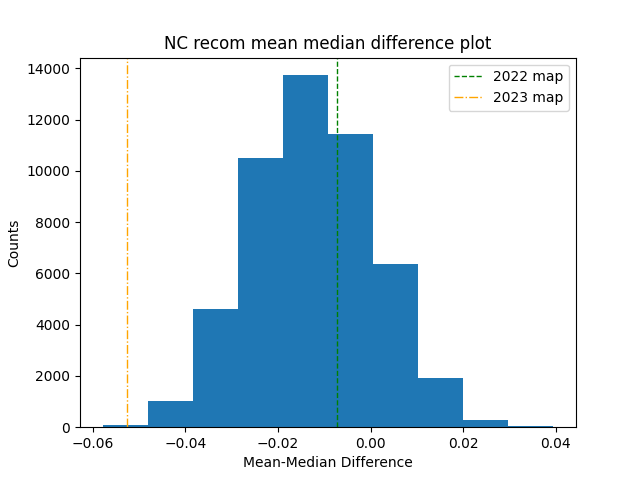 NC recom mean median difference plot
2022 map
2023 map
14000
12000
10000
8000
6000
4000
2000
0
Counts
−0.06 −0.04 −0.02 0.00 0.02 0.04
Mean-Median Difference